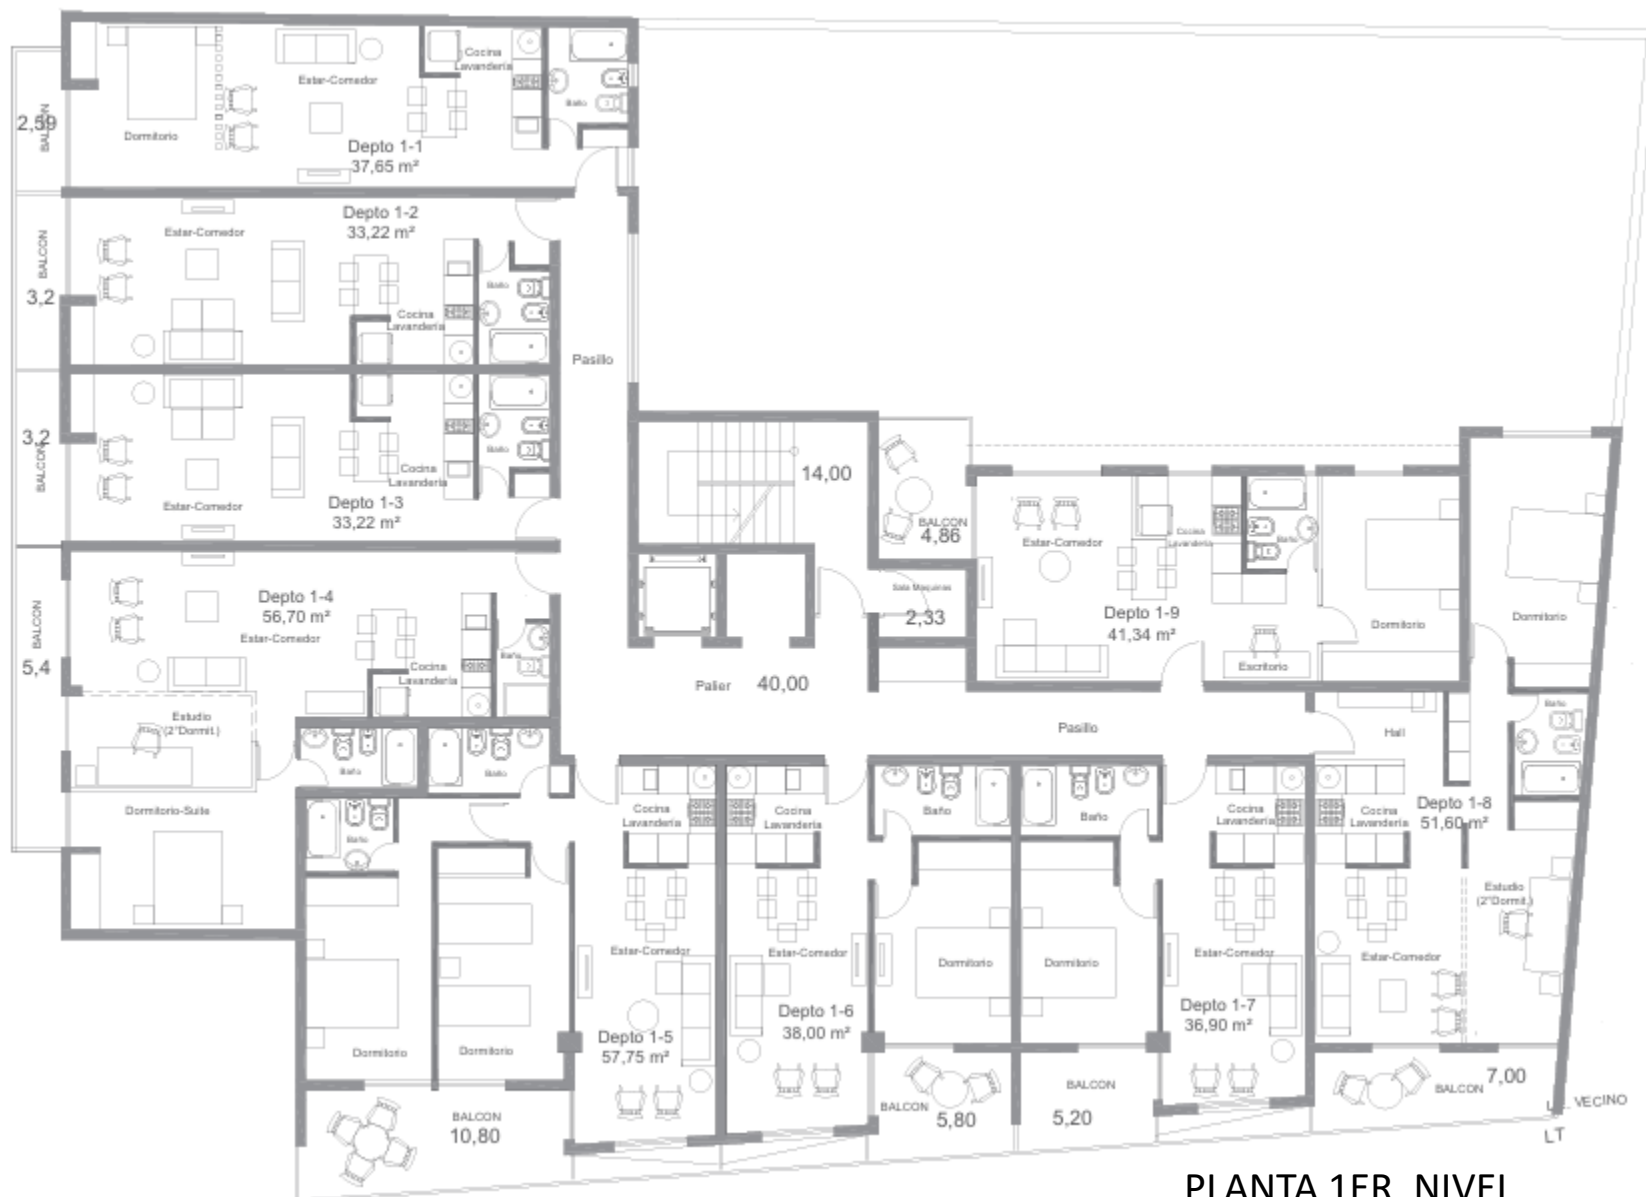 Cocina
Lavandería
Estar-Comedor
Baño
Dormitorio
2,59
BALCON
Depto 1-1
37,65 m²
Depto 1-2
33,22 m²
Estar-Comedor
BALCON
3,2
Baño
Cocina
Lavandería
Pasillo
3,2
BALCON
Baño
Cocina
Lavandería
Depto 1-3
33,22 m²
Estar-Comedor
14,00
BALCON
4,86
Estar-Comedor
Cocina
Lavandería
Baño
Sala Maquinas
2,33
Depto 1-9
41,34 m²
Dormitorio
Dormitorio
Escritorio
Depto 1-4
56,70 m²
Estar-Comedor
BALCON
5,4
Baño
Cocina
Lavandería
Palier
40,00
Estudio
(2°Dormit.)
Pasillo
Hall
Baño
Baño
Baño
Dormitorio-Suite
Baño
Cocina
Lavandería
Cocina
Lavandería
Baño
Baño
Cocina
Lavandería
Cocina
Lavandería
Depto 1-8
51,60 m²
Estudio
(2°Dormit.)
Estar-Comedor
Estar-Comedor
Dormitorio
Dormitorio
Estar-Comedor
Estar-Comedor
Depto 1-5
57,75 m²
Depto 1-6
38,00 m²
Depto 1-7
36,90 m²
Dormitorio
Dormitorio
BALCON
10,80
BALCON
5,80
BALCON
5,20
BALCON
7,00
VECINO
LT
PLANTA 1ER NIVEL